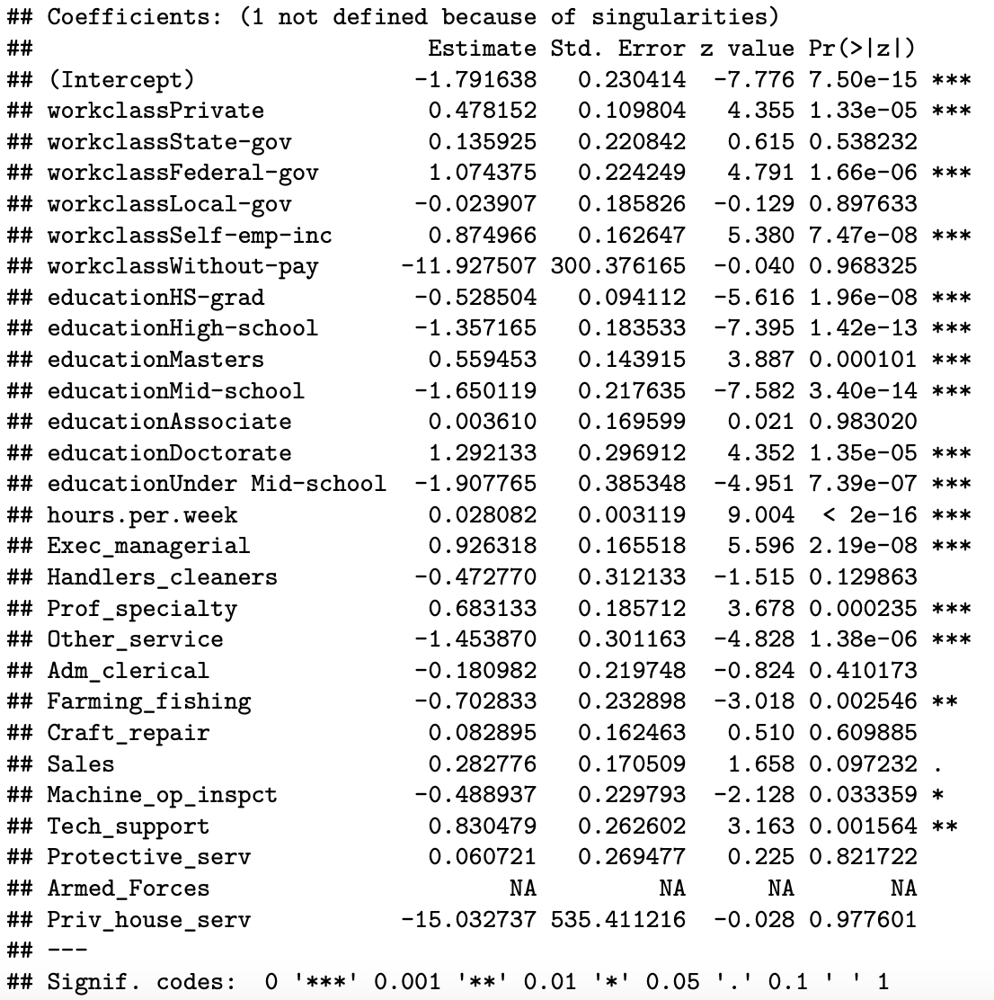 ## Coefficients: (1 not defined because of singularities)
## Estimate Std. Error z value Pr(>|z|)
## (Intercept) -1.791638 0.230414 -7.776 7.50e-15 ***
## workclassPrivate 0.478152 0.109804 4.355 1.33e-05 ***
## workclassState-gov 0.135925 0.220842 0.615 0.538232
## workclassFederal-gov 1.074375 0.224249 4.791 1.66e-06 ***
## workclassLocal-gov -0.023907 0.185826 -0.129 0.897633
## workclassSelf-emp-inc 0.874966 0.162647 5.380 7.47e-08 ***
## workclassWithout-pay -11.927507 300.376165 -0.040 0.968325
## educationHS-grad -0.528504 0.094112 -5.616 1.96e-08 ***
## educationHigh-school -1.357165 0.183533 -7.395 1.42e-13 ***
## educationMasters 0.559453 0.143915 3.887 0.000101 ***
## educationMid-school -1.650119 0.217635 -7.582 3.40e-14 ***
## educationAssociate 0.003610 0.169599 0.021 0.983020
## educationDoctorate 1.292133 0.296912 4.352 1.35e-05 ***
## educationUnder Mid-school -1.907765 0.385348 -4.951 7.39e-07 ***
## hours.per.week 0.028082 0.003119 9.004 < 2e-16 ***
## Exec_managerial 0.926318 0.165518 5.596 2.19e-08 ***
## Handlers_cleaners -0.472770 0.312133 -1.515 0.129863
## Prof_specialty 0.683133 0.185712 3.678 0.000235 ***
## Other_service -1.453870 0.301163 -4.828 1.38e-06 ***
## Adm_clerical -0.180982 0.219748 -0.824 0.410173
## Farming_fishing -0.702833 0.232898 -3.018 0.002546 **
## Craft_repair 0.082895 0.162463 0.510 0.609885
## Sales 0.282776 0.170509 1.658 0.097232 .
## Machine_op_inspct -0.488937 0.229793 -2.128 0.033359 *
## Tech_support 0.830479 0.262602 3.163 0.001564 **
## Protective_serv 0.060721 0.269477 0.225 0.821722
## Armed_Forces NA NA NA NA
## Priv_house_serv -15.032737 535.411216 -0.028 0.977601
## ---
## Signif. codes: 0 '***' 0.001 '**' 0.01 '*' 0.05 '.' 0.1 ' ' 1